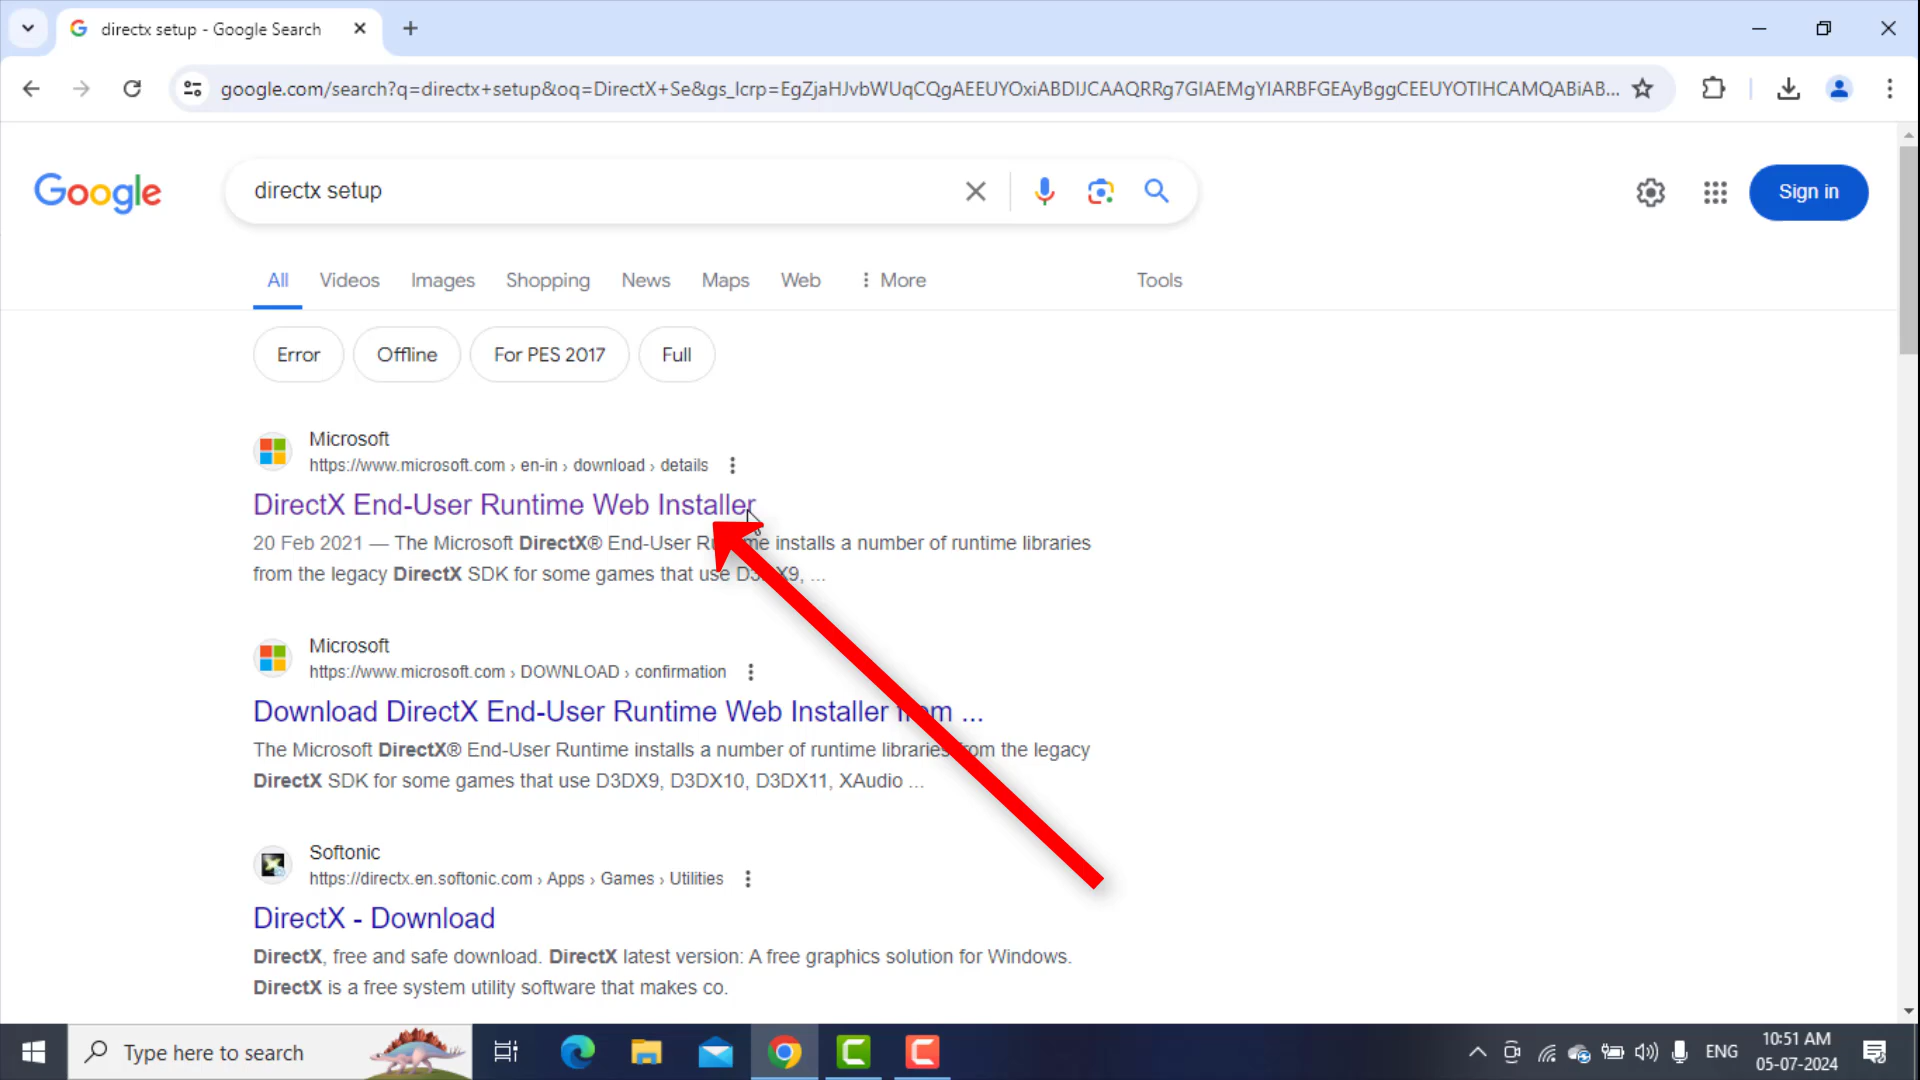 directx setup - Google Search
google.com/search?q=directx+setup&oq=DirectX+Se&gs_lcrp=EgZjaHJvbWUqCQgAEEUYOxiABDIJCAAQRRg7GIAEMgYIARBFGEAyBggCEEUYOTIHCAMQABiAB...
Google
directx setup
Sign in
All Videos Images Shopping News Maps Web More Tools
Error Offline For PES 2017 Full
Microsoft
https://www.microsoft.com › en-in › download › details
DirectX End-User Runtime Web Installer
20 Feb 2021 — The Microsoft DirectX® End-User Runtime installs a number of runtime libraries
from the legacy DirectX SDK for some games that use D3DX9, ...
Microsoft
https://www.microsoft.com › DOWNLOAD › confirmation
Download DirectX End-User Runtime Web Installer from ...
The Microsoft DirectX® End-User Runtime installs a number of runtime libraries from the legacy
DirectX SDK for some games that use D3DX9, D3DX10, D3DX11, XAudio ...
Softonic
https://directx.en.softonic.com › Apps › Games › Utilities
DirectX - Download
DirectX, free and safe download. DirectX latest version: A free graphics solution for Windows.
DirectX is a free system utility software that makes co.
Type here to search
ENG
10:51 AM
05-07-2024